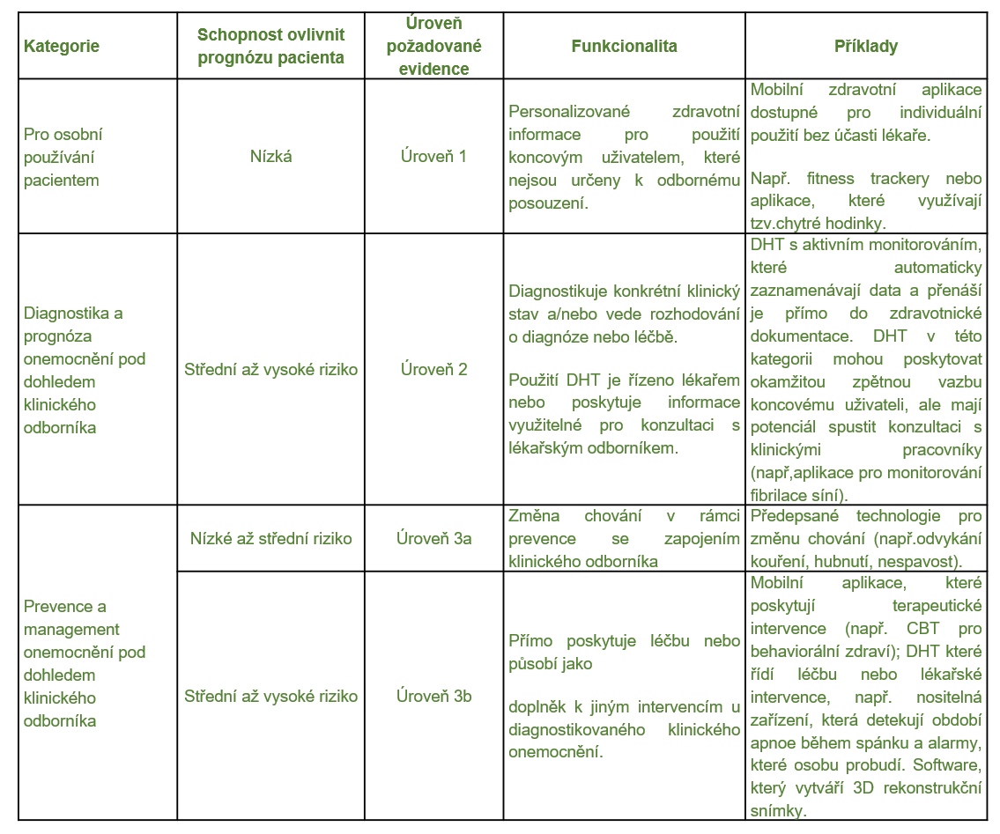 Kategorie
Schopnost ovlivnit
prognózu pacienta
Úroveň
požadované
evidence
Funkcionalita
Příklady
Pro osobní
používání
pacientem
Nízká
Úroveň 1
Personalizované zdravotní
informace pro použití
koncovým uživatelem, které
nejsou určeny k odbornému
posouzení.
Mobilní zdravotní aplikace
dostupné pro individuální
použití bez účasti lékaře.
Např. fitness trackery nebo
aplikace, které využívají
tzv.chytré hodinky.
Diagnostika a
prognóza
onemocnění pod
dohledem
klinického
odborníka
Střední až vysoké riziko
Úroveň 2
Diagnostikuje konkrétní klinický
stav a/nebo vede rozhodování
o diagnóze nebo léčbě.
Použití DHT je řízeno lékařem
nebo poskytuje informace
využitelné pro konzultaci s
lékařským odborníkem.
DHT s aktivním monitorováním,
které automaticky
zaznamenávají data a přenáší
je přímo do zdravotnické
dokumentace. DHT v této
kategorii mohou poskytovat
okamžitou zpětnou vazbu
koncovému uživateli, ale mají
potenciál spustit konzultaci s
klinickými pracovníky
(např,aplikace pro monitorování
fibrilace síní).
Prevence a
management
onemocnění pod
dohledem
klinického
odborníka
Nízké až střední riziko
Úroveň 3a
Změna chování v rámci
prevence se zapojením
klinického odborníka
Předepsané technologie pro
změnu chování (např.odvykání
kouření, hubnutí, nespavost).
Střední až vysoké riziko
Úroveň 3b
Přímo poskytuje léčbu nebo
působí jako
doplněk k jiným intervencím u
diagnostikovaného klinického
onemocnění.
Mobilní aplikace, které
poskytují terapeutické
intervence (např. CBT pro
behaviorální zdraví); DHT které
řídí léčbu nebo lékařské
intervence, např. nositelná
zařízení, která detekují období
apnoe během spánku a alarmy,
které osobu probudí. Software,
který vytváří 3D rekonstrukční
snímky.